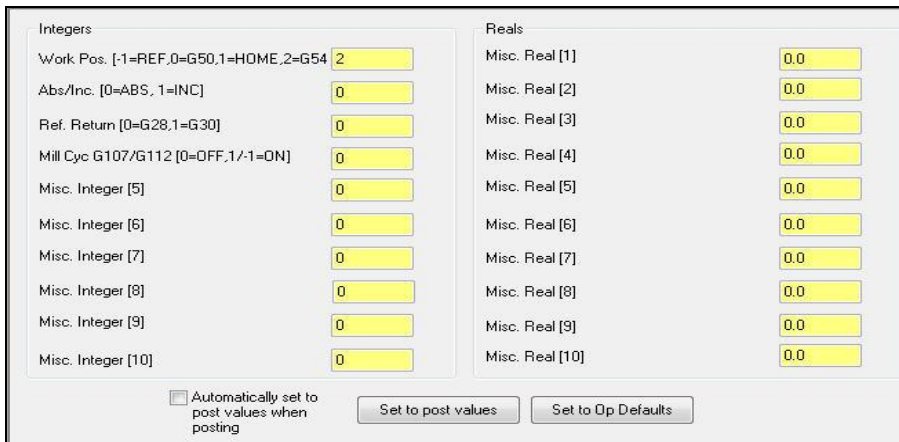 Integers
Work Pos. [-1=REF,0=G50,1=HOME,2=G54 2
Abs/Inc. [0=ABS, 1=INC] 0
Ref. Return [0=G28,1=G30] 0
Mill Cyc G107/G112 [0=OFF,1/-1=ON] 0
Misc. Integer [5] 0
Misc. Integer [6] 0
Misc. Integer [7] 0
Misc. Integer [8] 0
Misc. Integer [9] 0
Misc. Integer [10] 0
Reals
Misc. Real [1] 0.0
Misc. Real [2] 0.0
Misc. Real [3] 0.0
Misc. Real [4] 0.0
Misc. Real [5] 0.0
Misc. Real [6] 0.0
Misc. Real [7] 0.0
Misc. Real [8] 0.0
Misc. Real [9] 0.0
Misc. Real [10] 0.0
Automatically set to
post values when
posting
Set to post values
Set to Op Defaults